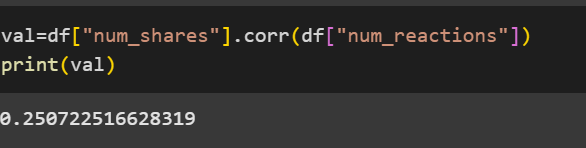 val=df["num_shares"].corr(df["num_reactions"])
print(val)
0.250722516628319